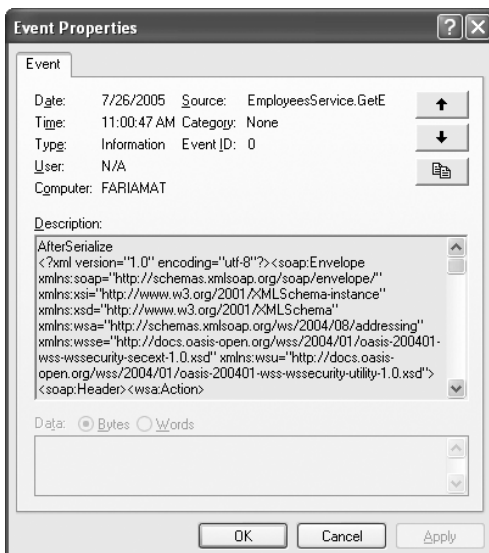 Event Properties
Event
Date: 7/26/2005 Source: EmployeesService.GetE
Time: 11:00:47 AM Category: None
Type: Information Event ID: 0
User: N/A
Computer: FARIAMAT
Description:
AfterSerialize
<?xml version="1.0" encoding="utf-8"?><soap:Envelope
xmlns:soap="http://schemas.xmlsoap.org/soap/envelope/"
xmlns:xsi="http://www.w3.org/2001/XMLSchema-instance"
xmlns:xsd="http://www.w3.org/2001/XMLSchema"
xmlns:wsa="http://schemas.xmlsoap.org/ws/2004/08/addressing"
xmlns:wsse="http://docs.oasis-open.org/wss/2004/01/oasis-200401-
wss-wssecurity-secext-1.0.xsd" xmlns:wsu="http://docs.oasis-
open.org/wss/2004/01/oasis-200401-wss-wssecurity-utility-1.0.xsd">
<soap:Header><wsa:Action>
Data: Bytes Words
OK Cancel Apply